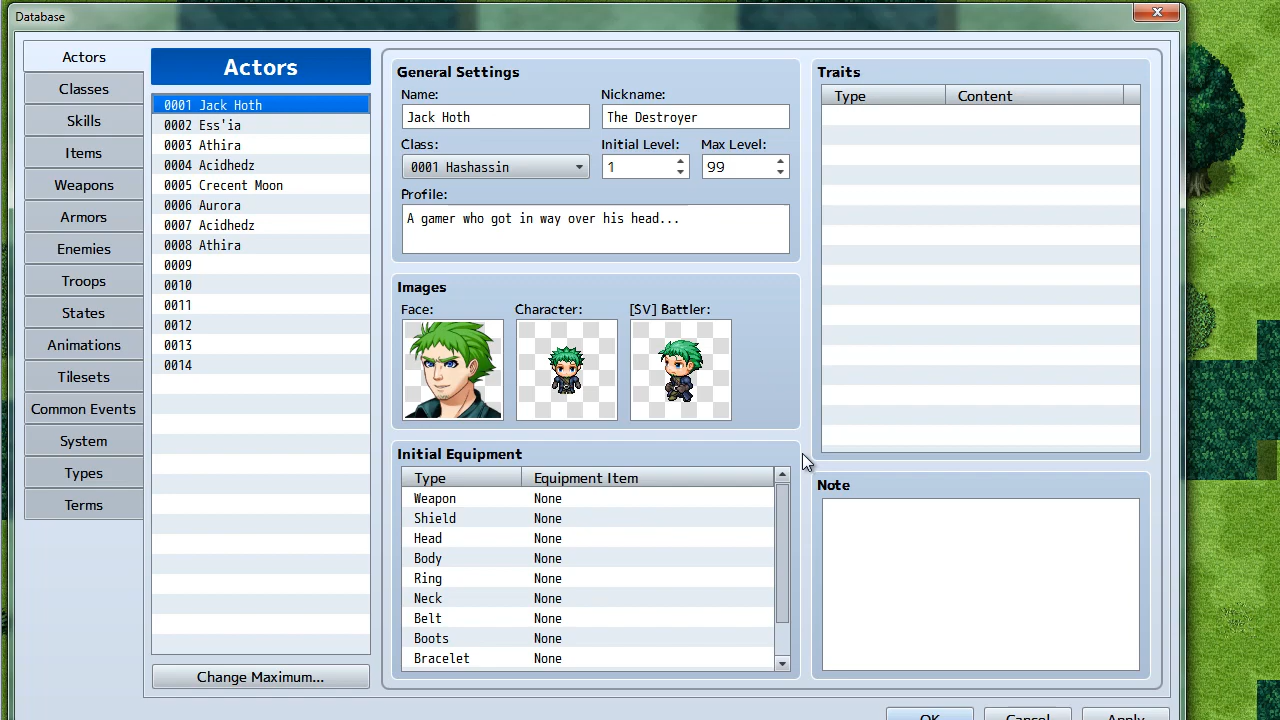 Database
Actors
Classes
Skills
Items
Weapons
Armors
Enemies
Troops
States
Animations
Tilesets
Common Events
System
Types
Terms
Actors
0001 Jack Hoth
0002 Ess'ia
0003 Athira
0004 Acidhedz
0005 Crecent Moon
0006 Aurora
0007 Acidhedz
0008 Athira
0009
0010
0011
0012
0013
0014
Change Maximum...
General Settings
Name: Nickname:
Jack Hoth The Destroyer
Class: Initial Level: Max Level:
0001 Hashassin 1 99
Profile:
A gamer who got in way over his head...
Images
Face: Character: [SV] Battler:
Initial Equipment
Type Equipment Item
Weapon None
Shield None
Head None
Body None
Ring None
Neck None
Belt None
Boots None
Bracelet None
Traits
Type Content
Note
OK Cancel Apply